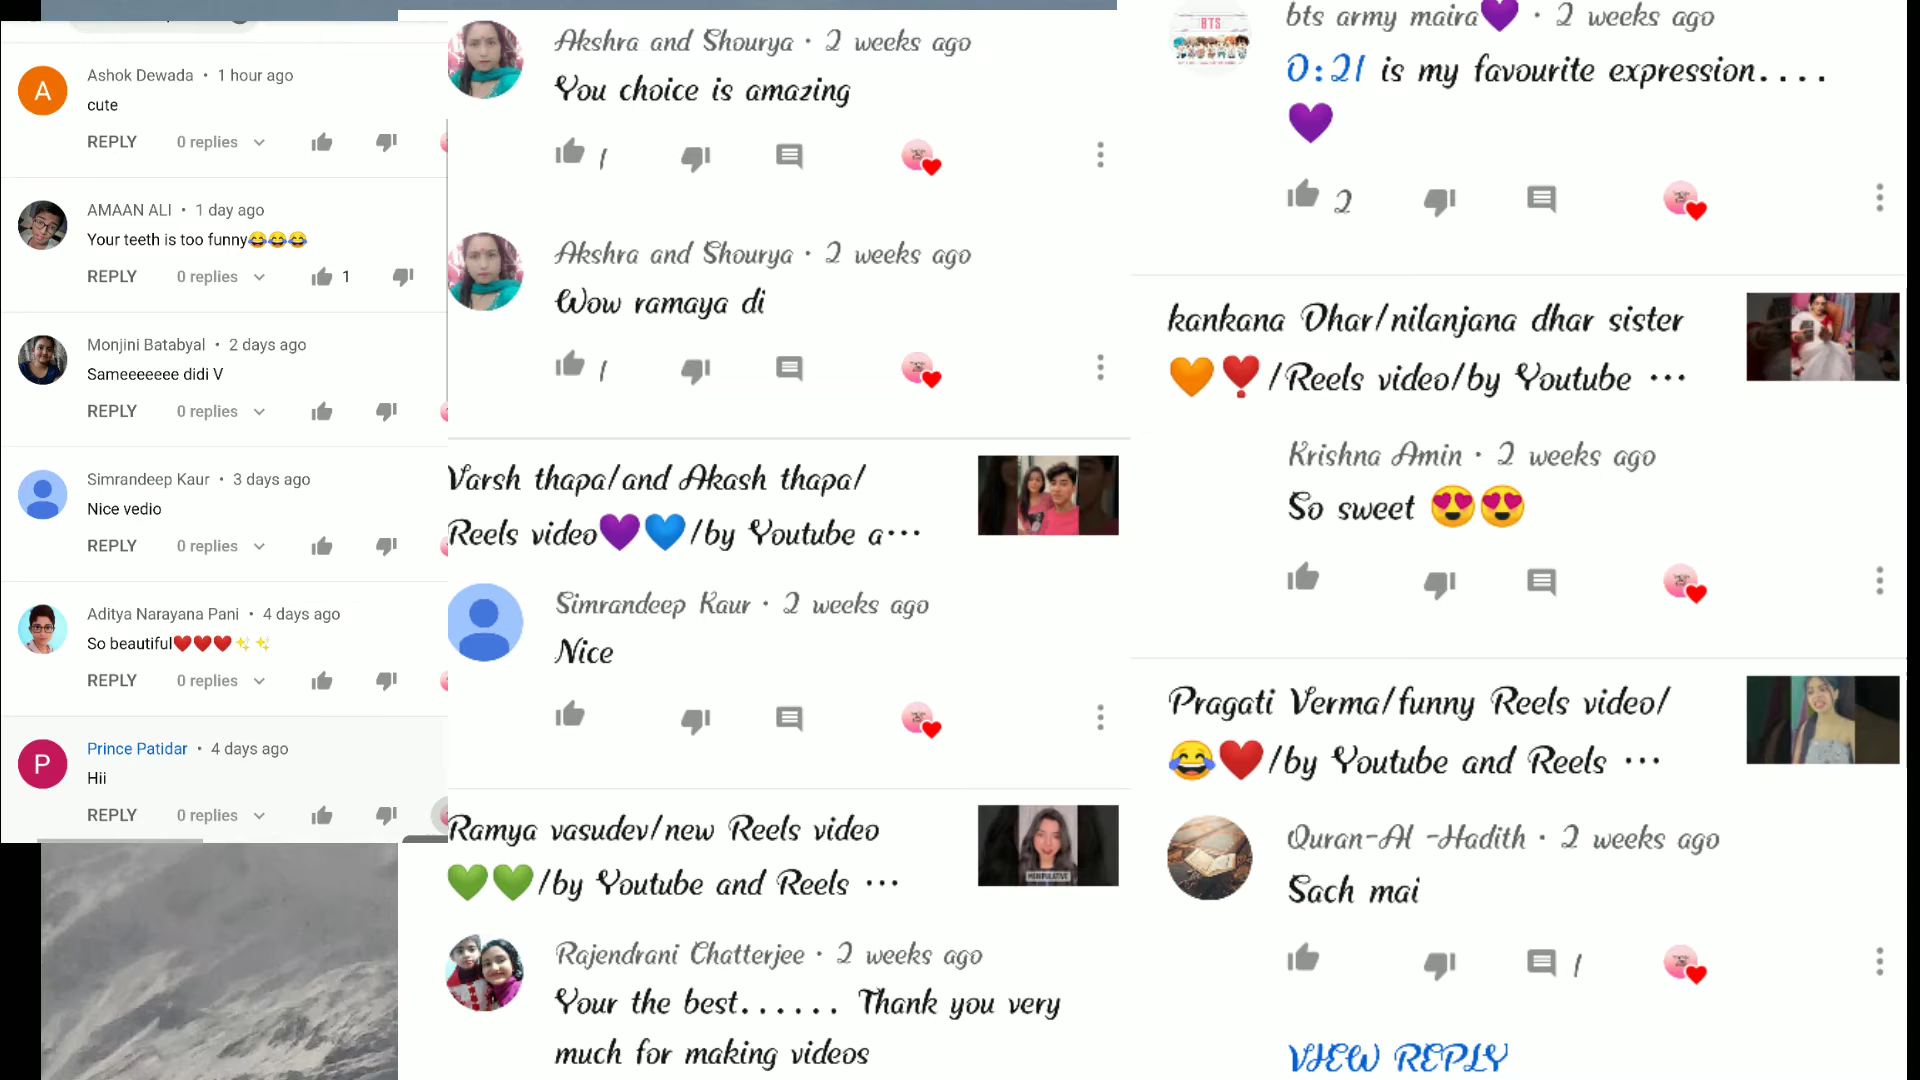 Ashok Dewada • 1 hour ago
cute
REPLY 0 replies
AMAAN ALI • 1 day ago
Your teeth is too funny😂😂😂
REPLY 0 replies 1
Monjini Batabyal • 2 days ago
Sameeeeeee didi V
REPLY 0 replies
Simrandeep Kaur • 3 days ago
Nice vedio
REPLY 0 replies
Aditya Narayana Pani • 4 days ago
So beautiful❤️❤️❤️✨✨
REPLY 0 replies
Prince Patidar • 4 days ago
Hii
REPLY 0 replies
Akshra and Shourya · 2 weeks ago
You choice is amazing
1
Akshra and Shourya · 2 weeks ago
Wow ramaya di
1
Varsh thapa/and Akash thapa/
Reels video💜💙/by Youtube a...
Simrandeep Kaur · 2 weeks ago
Nice
Ramya vasudev/new Reels video
💚💚/by Youtube and Reels ...
MANIPULATIVE
Rajendrani Chatterjee · 2 weeks ago
Your the best...... Thank you very
much for making videos
BTS
bts army maira💜 · 2 weeks ago
0:21 is my favourite expression....
💜
2
kankana Dhar/nilanjana dhar sister
🧡❣️/Reels video/by Youtube ...
Krishna Amin · 2 weeks ago
So sweet 😍😍
Pragati Verma/funny Reels video/
😂❤️/by Youtube and Reels ...
Quran-Al -Hadith · 2 weeks ago
Sach mai
1
VIEW REPLY